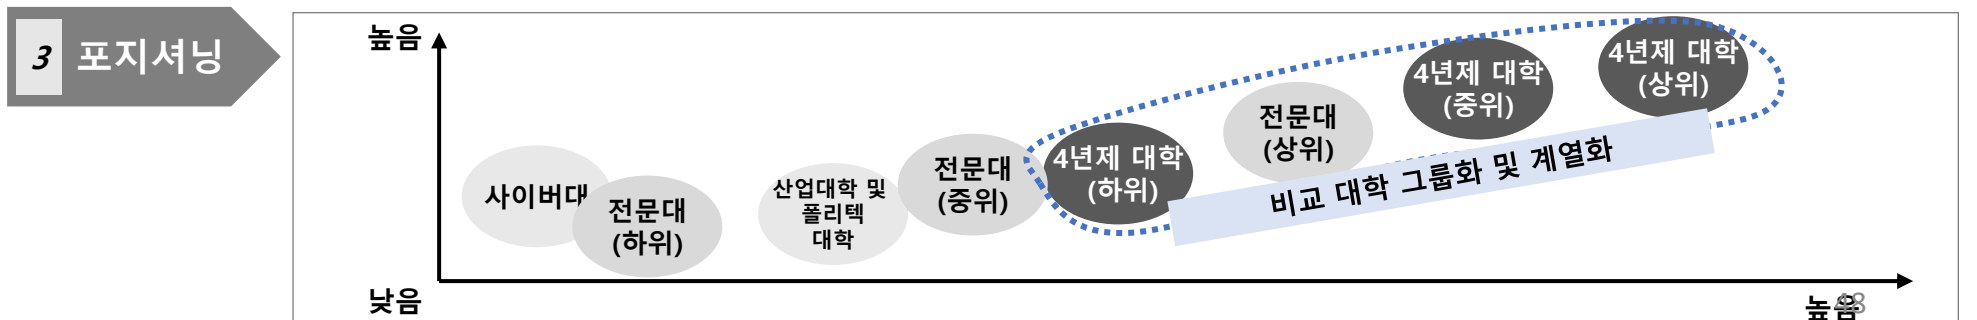 3 포지셔닝
높음
4년제 대학
(상위)
4년제 대학
(중위)
전문대
(상위)
4년제 대학
(하위)
전문대
(중위)
사이버대
전문대
(하위)
산업대학 및
폴리텍
대학
비교 대학 그룹화 및 계열화
낮음
높음
48